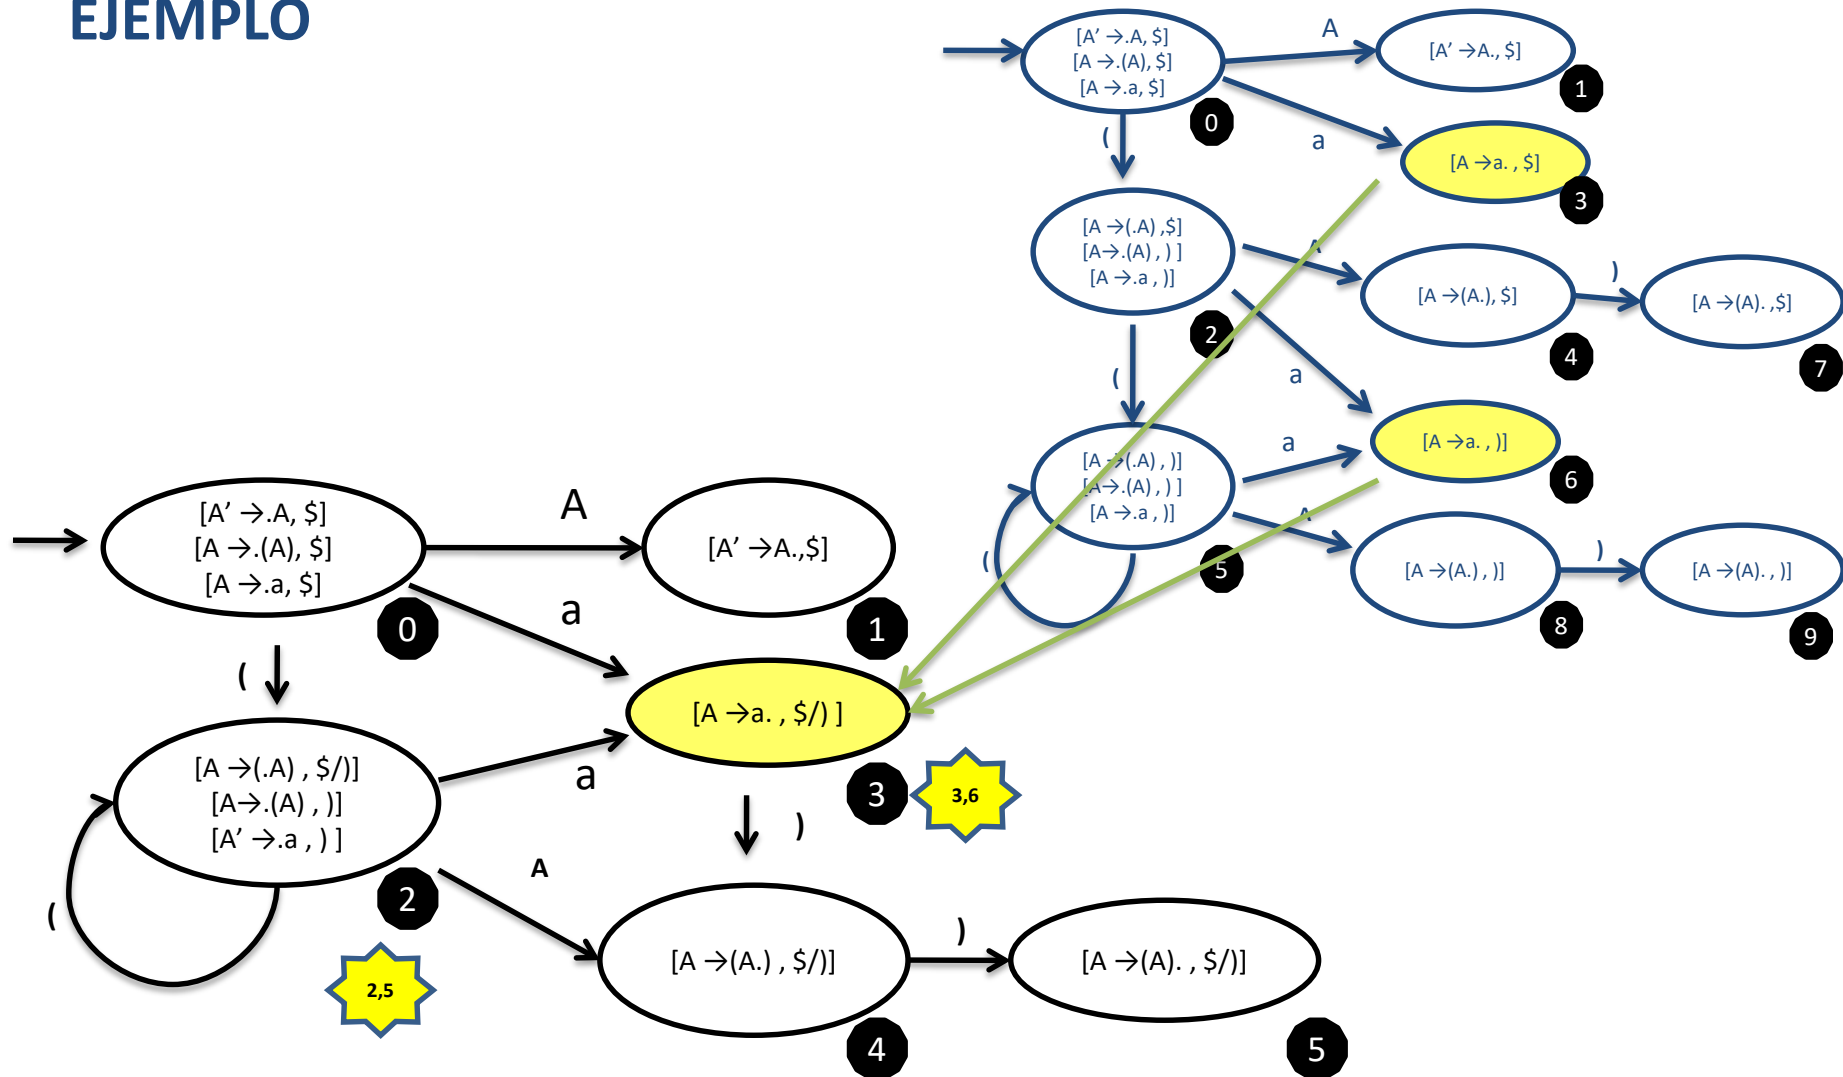 EJEMPLO
[A’ →.A, $]
[A →.(A), $]
[A →.a, $]
0
A
[A’ →A., $]
1
a
[A →a. , $]
3
(
[A →(.A) ,$]
[A→.(A) , ) ]
[A →.a , )]
2
A
[A →(A.), $]
4
)
[A →(A). ,$]
7
a
[A →a. , )]
6
(
[A →(.A) , )]
[A→.(A) , ) ]
[A →.a , )]
5
a
(
A
[A →(A.) , )]
8
)
[A →(A). , )]
9
[A’ →.A, $]
[A →.(A), $]
[A →.a, $]
0
A
[A’ →A.,$]
1
a
(
[A →a. , $/) ]
3
3,6
[A →(.A) , $/)]
[A→.(A) , )]
[A’ →.a , ) ]
2
2,5
a
)
(
A
[A →(A.) , $/)]
4
)
[A →(A). , $/)]
5